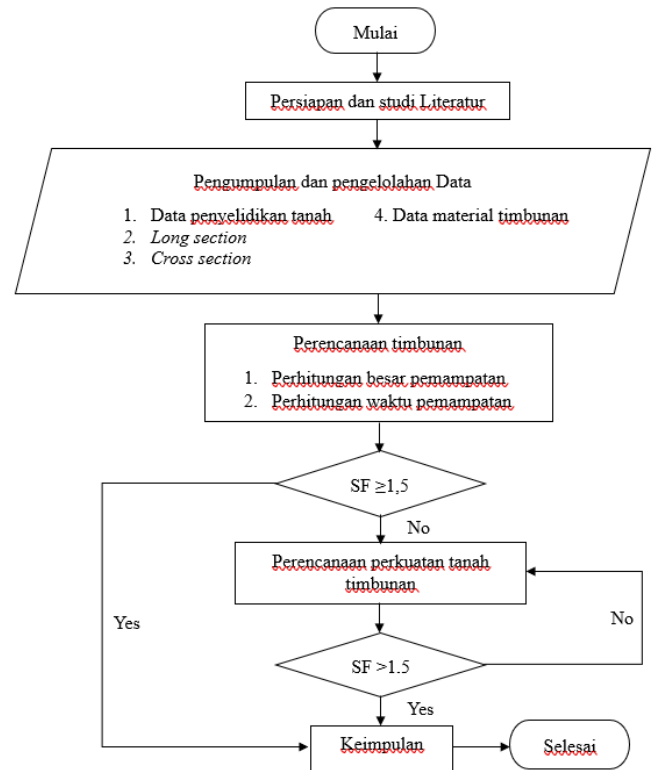 Mulai
Persiapan dan studi Literatur
Pengumpulan dan pengelolahan Data
1. Data penyelidikan tanah 4. Data material timbunan
2. Long section
3. Cross section
Perencanaan timbunan
1. Perhitungan besar pemampatan
2. Perhitungan waktu pemampatan
SF ≥1,5
No
Perencanaan perkuatan tanah
timbunan
Yes
No
SF >1.5
Yes
Keimpulan
Selesai